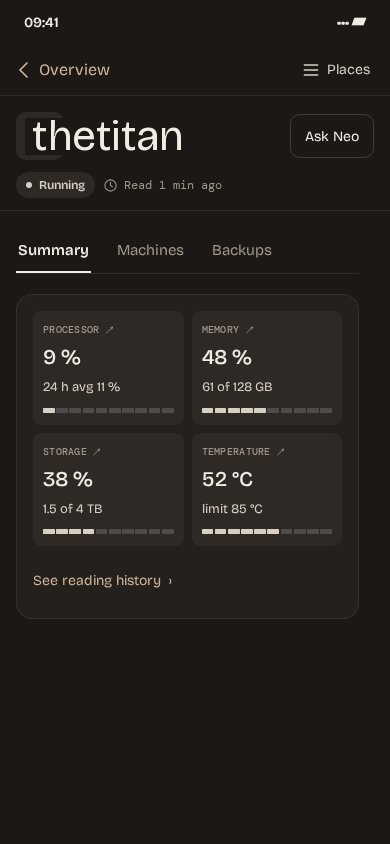 09:41
Overview
Places
thetitan
Ask Neo
Running
Read 1 min ago
Summary
Machines
Backups
PROCESSOR ↗
MEMORY ↗
9 %
48 %
24 h avg 11 %
61 of 128 GB
STORAGE ↗
TEMPERATURE ↗
38 %
52 °C
1.5 of 4 TB
limit 85 °C
See reading history ›